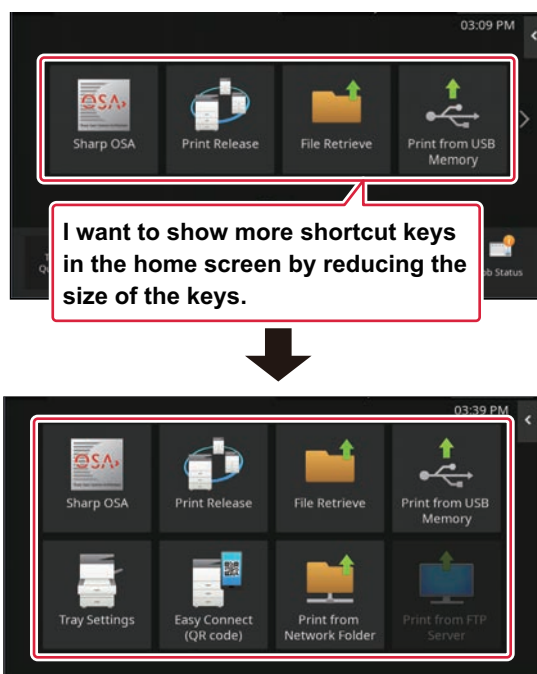 03:09 PM
OSA
Sharp OSA
Print Release
File Retrieve
Print from USB
Memory
I want to show more shortcut keys
in the home screen by reducing the
size of the keys.
Status
03:39 PM
OSA
Sharp OSA
Print Release
File Retrieve
Print from USB
Memory
Tray Settings
Easy Connect
(QR code)
Print from
Network Folder
Print from FTP
Server